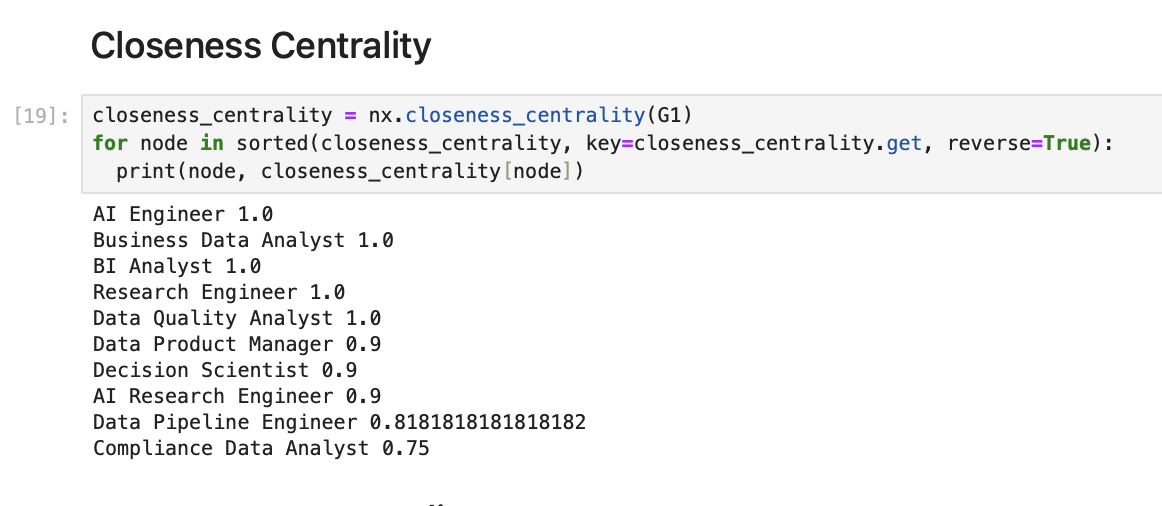 Closeness Centrality
[19]: closeness_centrality = nx.closeness_centrality(G1)
for node in sorted(closeness_centrality, key=closeness_centrality.get, reverse=True):
  print(node, closeness_centrality[node])
AI Engineer 1.0
Business Data Analyst 1.0
BI Analyst 1.0
Research Engineer 1.0
Data Quality Analyst 1.0
Data Product Manager 0.9
Decision Scientist 0.9
AI Research Engineer 0.9
Data Pipeline Engineer 0.8181818181818182
Compliance Data Analyst 0.75